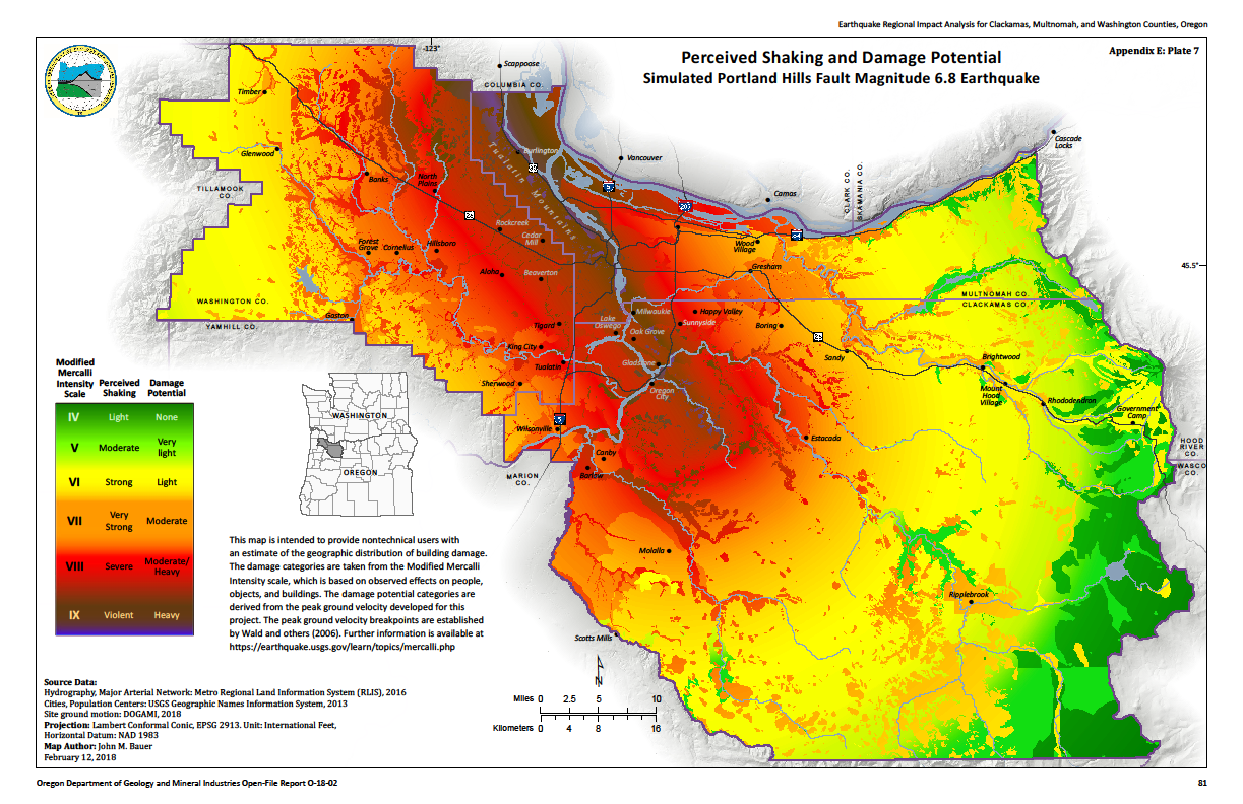 Earthquake Regional Impact Analysis for Clackamas, Multnomah, and Washington Counties, Oregon
Appendix E: Plate 7
Perceived Shaking and Damage Potential
Simulated Portland Hills Fault Magnitude 6.8 Earthquake
-123°
45.5°
Scappoose
COLUMBIA CO.
Timber
Cascade
Locks
Glenwood
Burlington
30
Vancouver
Tualatin Mountains
TILLAMOOK
CO.
Banks
North
Plains
5
Camas
CLARK CO.
SKAMANIA CO.
26
205
Rockcreek
Cedar
Mill
Wood
Village
84
Forest
Grove
Cornelius
Hillsboro
Aloha
Beaverton
Gresham
WASHINGTON CO.
YAMHILL CO.
Gaston
MULTNOMAH CO.
CLACKAMAS CO.
Milwaukie
Happy Valley
Lake
Oswego
Sunnyside
Tigard
Oak Grove
Boring
26
King City
Sandy
Tualatin
Gladstone
Brightwood
Sherwood
Oregon
City
Mount
Hood
Village
Rhododendron
Government
Camp
5
Wilsonville
Estacada
HOOD
RIVER
CO.
WASCO
CO.
Canby
Barlow
MARION
CO.
Molalla
Ripplebrook
Scotts Mills
Modified
Mercalli
Intensity
Scale
Perceived
Shaking
Damage
Potential
IV Light None
V Moderate Very
light
VI Strong Light
VII Very
Strong Moderate
VIII Severe Moderate/
Heavy
IX Violent Heavy
WASHINGTON
OREGON
This map is intended to provide nontechnical users with
an estimate of the geographic distribution of building damage.
The damage categories are taken from the Modified Mercalli
Intensity scale, which is based on observed effects on people,
objects, and buildings. The damage potential categories are
derived from the peak ground velocity developed for this
project. The peak ground velocity breakpoints are established
by Wald and others (2006). Further information is available at
https://earthquake.usgs.gov/learn/topics/mercalli.php
N
Miles 0 2.5 5 10
Kilometers 0 4 8 16
Source Data:
Hydrography, Major Arterial Network: Metro Regional Land Information System (RLIS), 2016
Cities, Population Centers: USGS Geographic Names Information System, 2013
Site ground motion: DOGAMI, 2018
Projection: Lambert Conformal Conic, EPSG 2913. Unit: International Feet,
Horizontal Datum: NAD 1983
Map Author: John M. Bauer
February 12, 2018
Oregon Department of Geology and Mineral Industries Open-File Report O-18-02
81